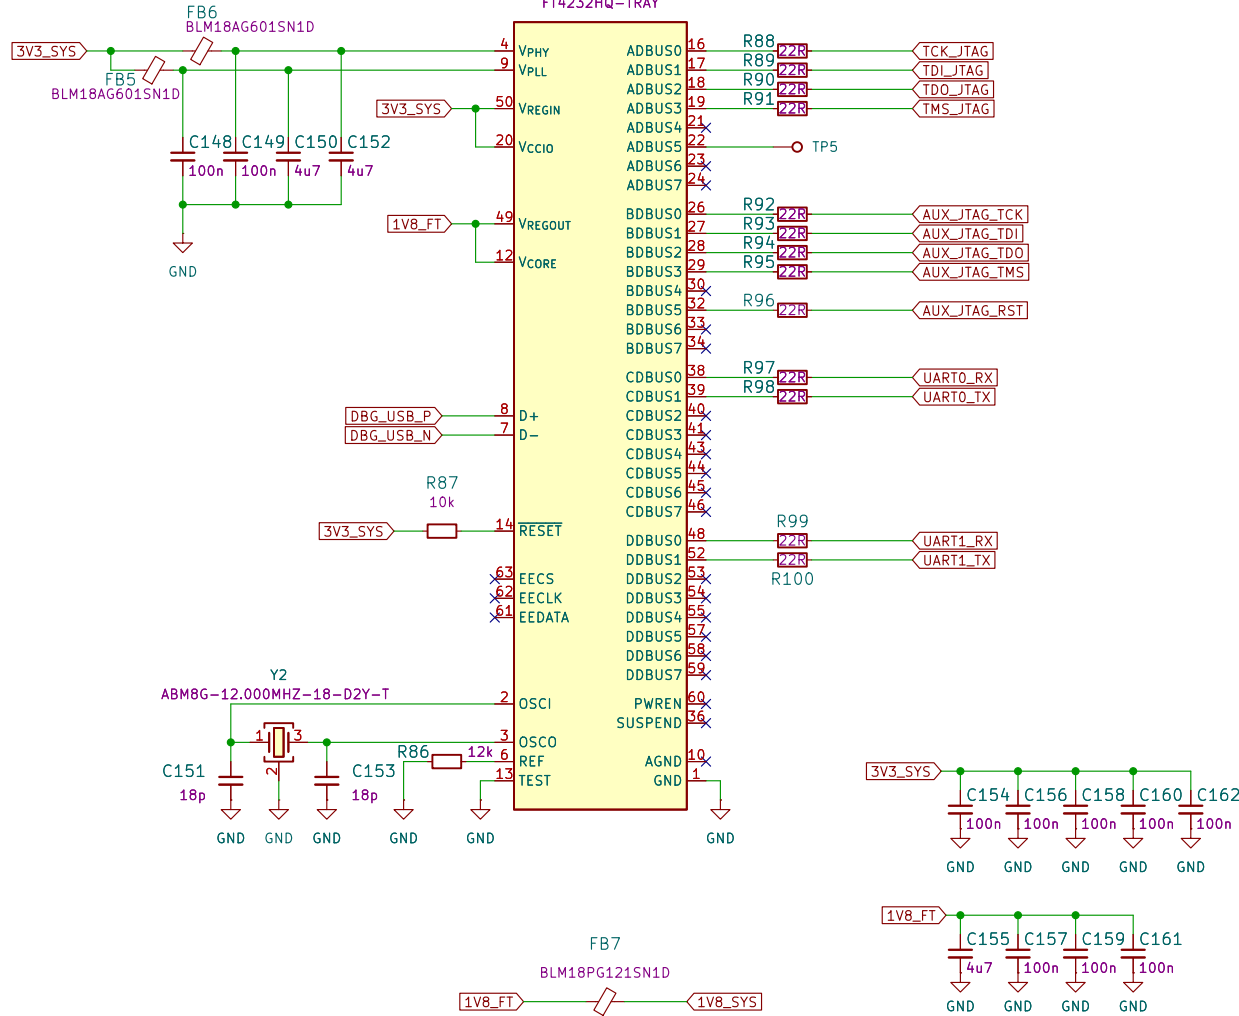 FT4232HQ-TRAY
FB6
BLM18AG601SN1D
3V3_SYS
FB5
BLM18AG601SN1D
C148
100n
C149
100n
C150
4u7
C152
4u7
GND
3V3_SYS
1V8_FT
DBG_USB_P
DBG_USB_N
R87
10k
3V3_SYS
4 VPHY
9 VPLL
50 VREGIN
20 VCCIO
49 VREGOUT
12 VCORE
8 D+
7 D-
14 RESET
63 EECS
62 EECLK
61 EEDATA
2 OSCI
3 OSCO
6 REF
13 TEST
ADBUS0 16 R88 22R TCK_JTAG
ADBUS1 17 R89 22R TDI_JTAG
ADBUS2 18 R90 22R TDO_JTAG
ADBUS3 19 R91 22R TMS_JTAG
ADBUS4 21
ADBUS5 22 TP5
ADBUS6 23
ADBUS7 24
BDBUS0 26 R92 22R AUX_JTAG_TCK
BDBUS1 27 R93 22R AUX_JTAG_TDI
BDBUS2 28 R94 22R AUX_JTAG_TDO
BDBUS3 29 R95 22R AUX_JTAG_TMS
BDBUS4 30
BDBUS5 32 R96 22R AUX_JTAG_RST
BDBUS6 33
BDBUS7 34
CDBUS0 38 R97 22R UART0_RX
CDBUS1 39 R98 22R UART0_TX
CDBUS2 40
CDBUS3 41
CDBUS4 43
CDBUS5 44
CDBUS6 45
CDBUS7 46
DDBUS0 48 R99 22R UART1_RX
DDBUS1 52 R100 22R UART1_TX
DDBUS2 53
DDBUS3 54
DDBUS4 55
DDBUS5 57
DDBUS6 58
DDBUS7 59
PWREN 60
SUSPEND 36
AGND 10
GND 1
Y2
ABM8G-12.000MHZ-18-D2Y-T
1 3
2
C151
18p
C153
18p
R86 12k
GND GND GND GND GND GND
3V3_SYS
C154 C156 C158 C160 C162
100n 100n 100n 100n 100n
GND GND GND GND GND
1V8_FT
C155 C157 C159 C161
4u7 100n 100n 100n
GND GND GND GND
FB7
BLM18PG121SN1D
1V8_FT 1V8_SYS